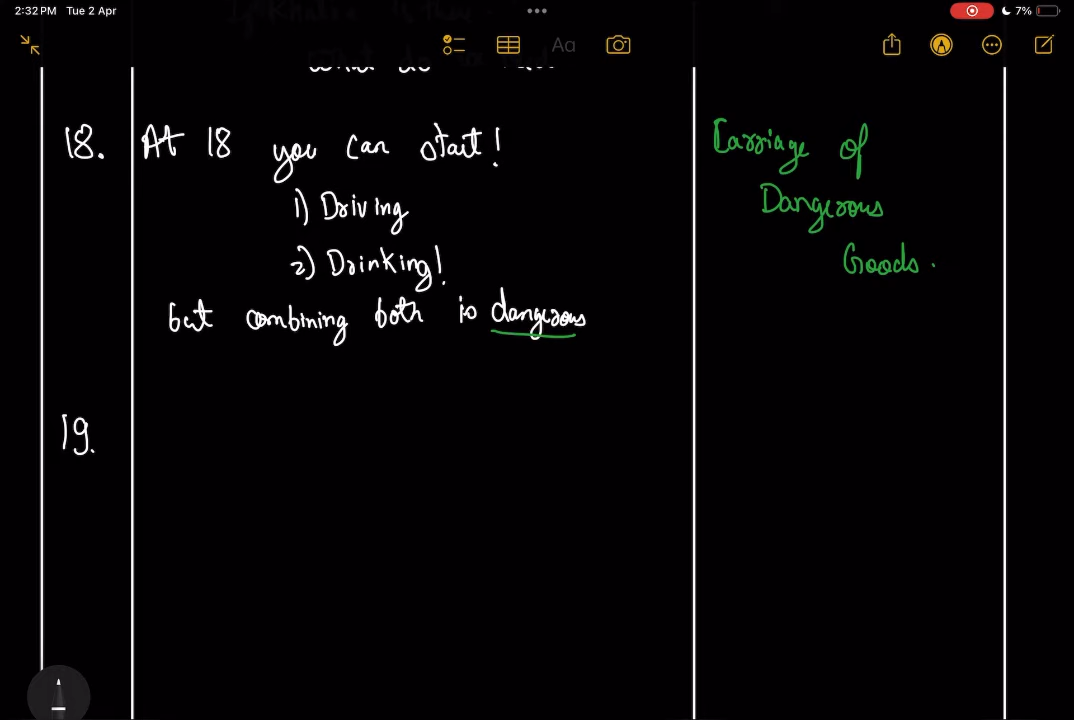 2:32 PM Tue 2 Apr
7%
Aa
18. At 18 you can start!
1) Driving
2) Drinking!
but combining both is dangerous
Carriage of
Dangerous
Goods.
19.